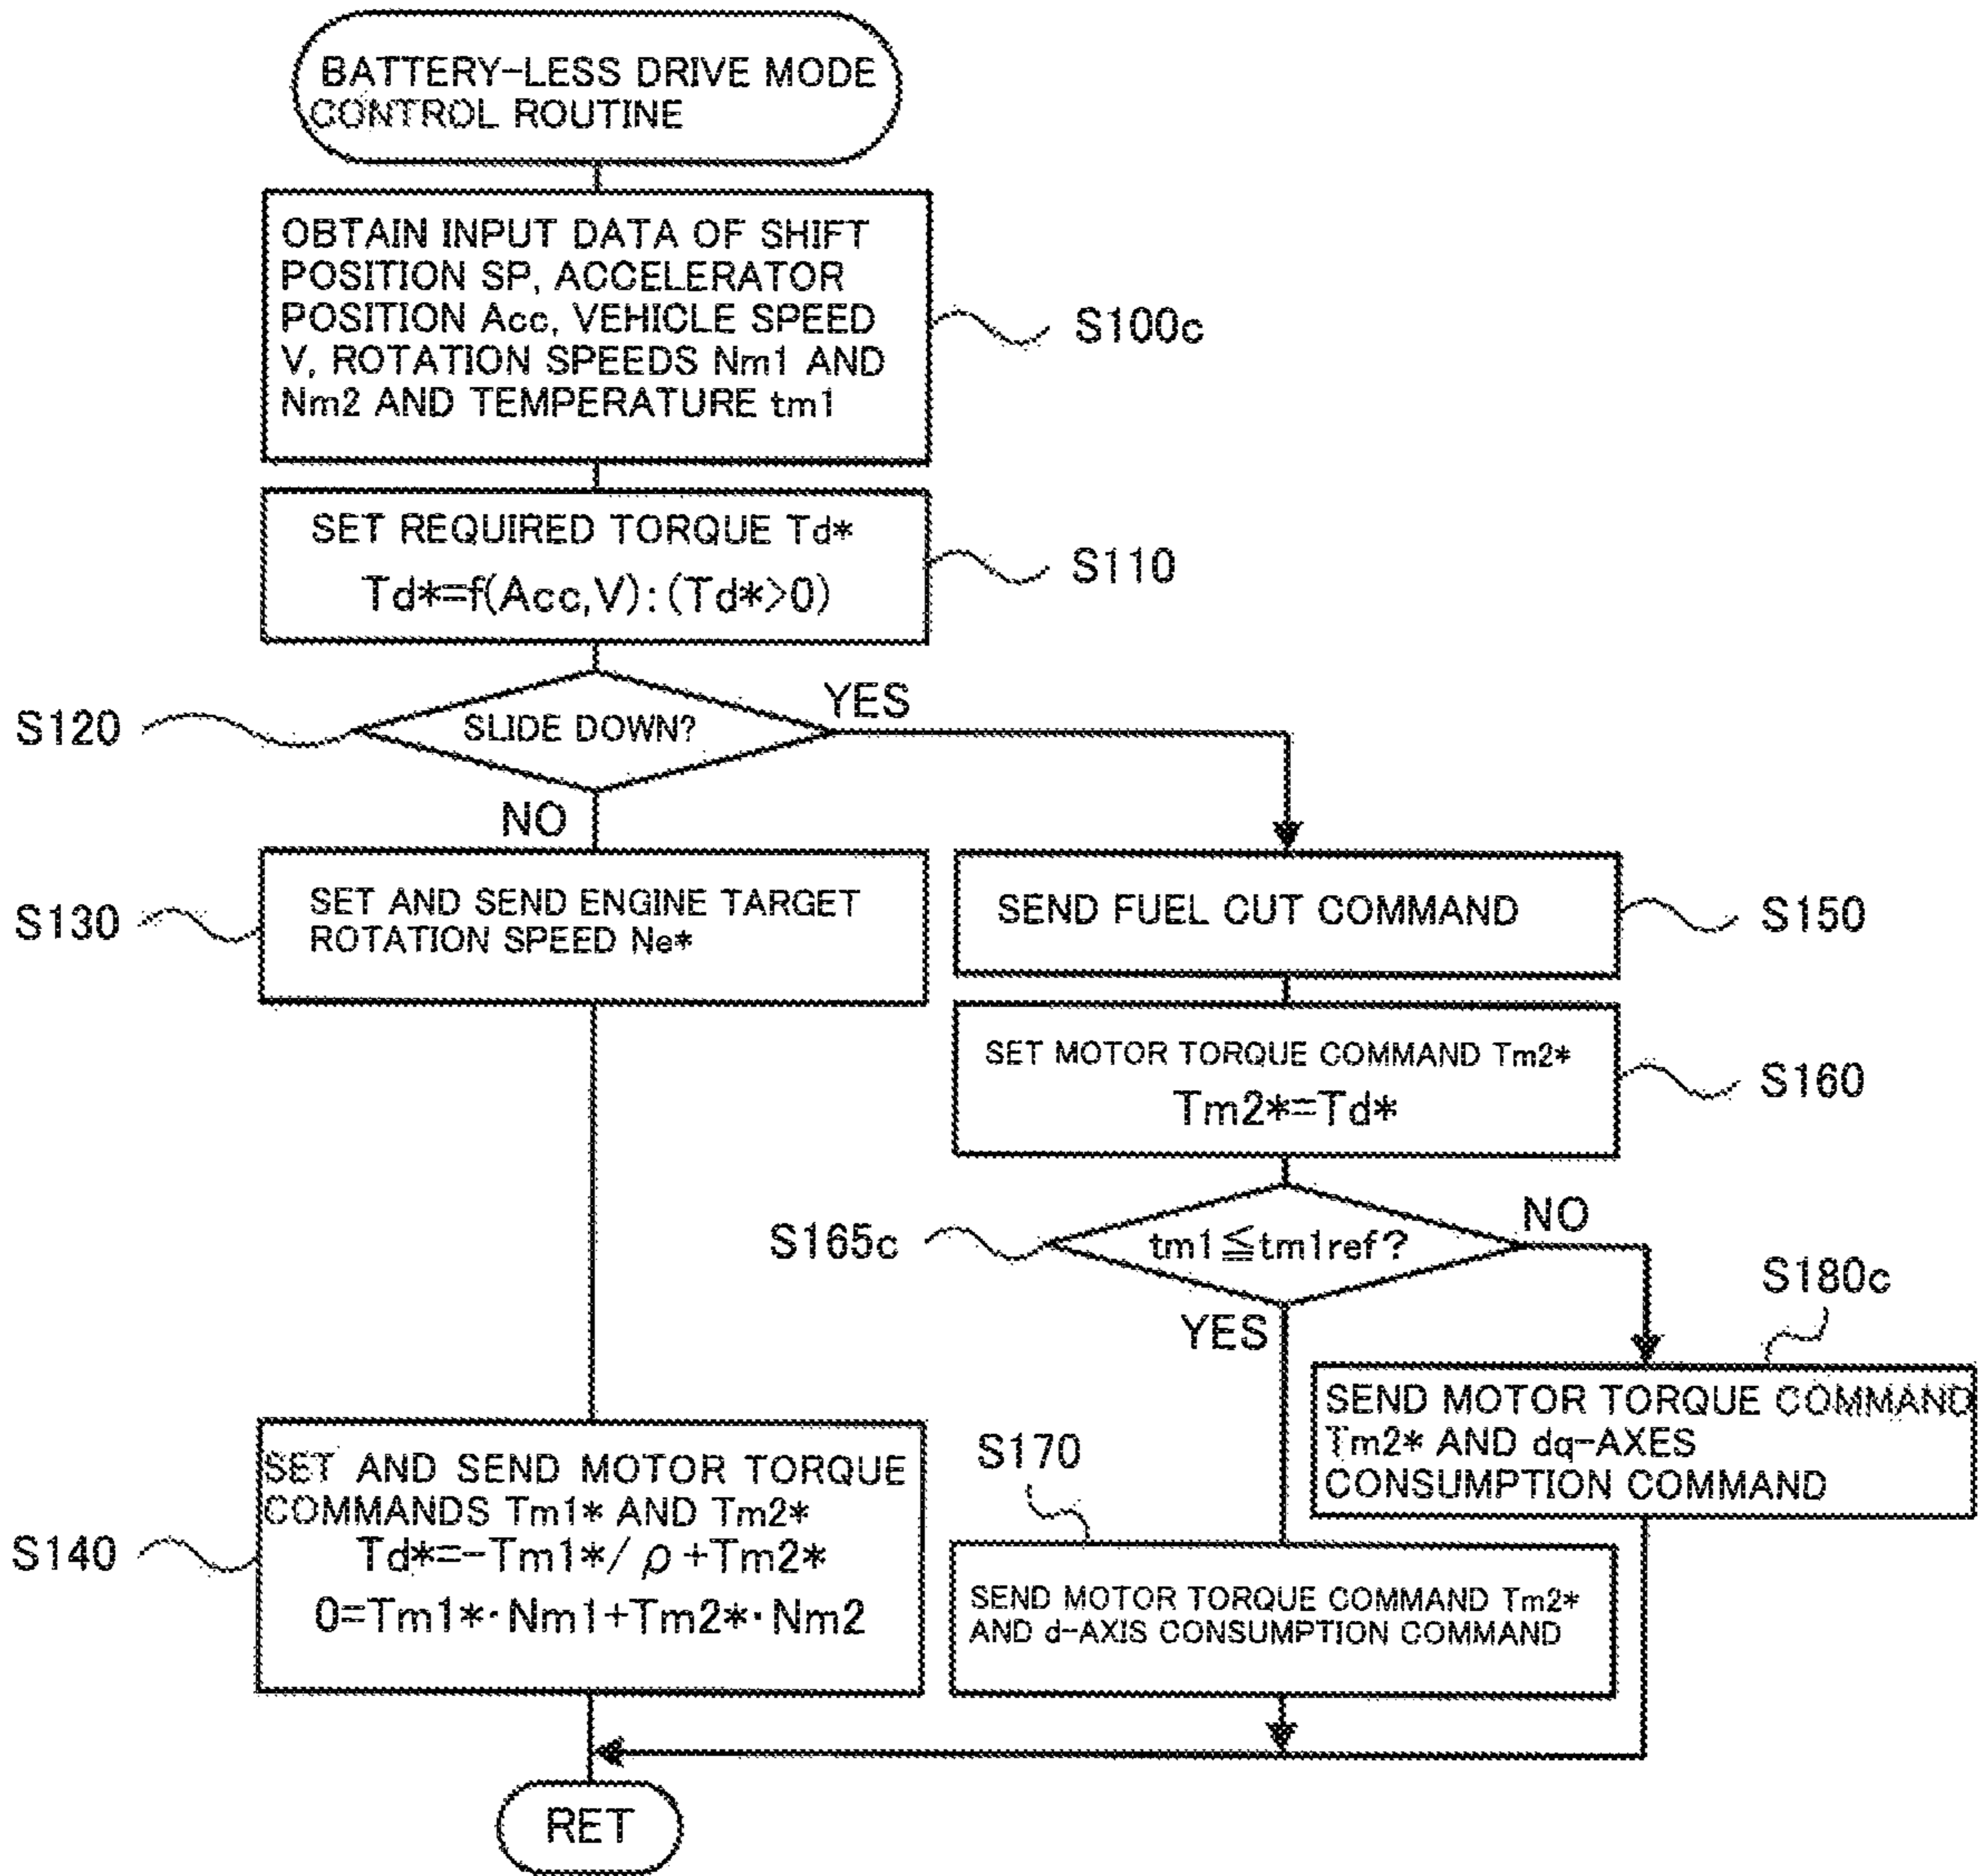 BATTERY-LESS DRIVE MODE
CONTROL ROUTINE
OBTAIN INPUT DATA OF SHIFT
POSITION SP, ACCELERATOR
POSITION Acc, VEHICLE SPEED
V, ROTATION SPEEDS Nm1 AND
Nm2 AND TEMPERATURE tm1
S100c
SET REQUIRED TORQUE Td*
Td*=f(Acc,V):(Td*>0)
S110
S120
SLIDE DOWN?
YES
NO
S130
SET AND SEND ENGINE TARGET
ROTATION SPEED Ne*
SEND FUEL CUT COMMAND
S150
SET MOTOR TORQUE COMMAND Tm2*
Tm2*=Td*
S160
S165c
tm1≦tm1ref?
NO
YES
S180c
SEND MOTOR TORQUE COMMAND
Tm2* AND dq-AXES
CONSUMPTION COMMAND
S140
SET AND SEND MOTOR TORQUE
COMMANDS Tm1* AND Tm2*
Td*=-Tm1*/ρ+Tm2*
0=Tm1*·Nm1+Tm2*·Nm2
S170
SEND MOTOR TORQUE COMMAND Tm2*
AND d-AXIS CONSUMPTION COMMAND
RET